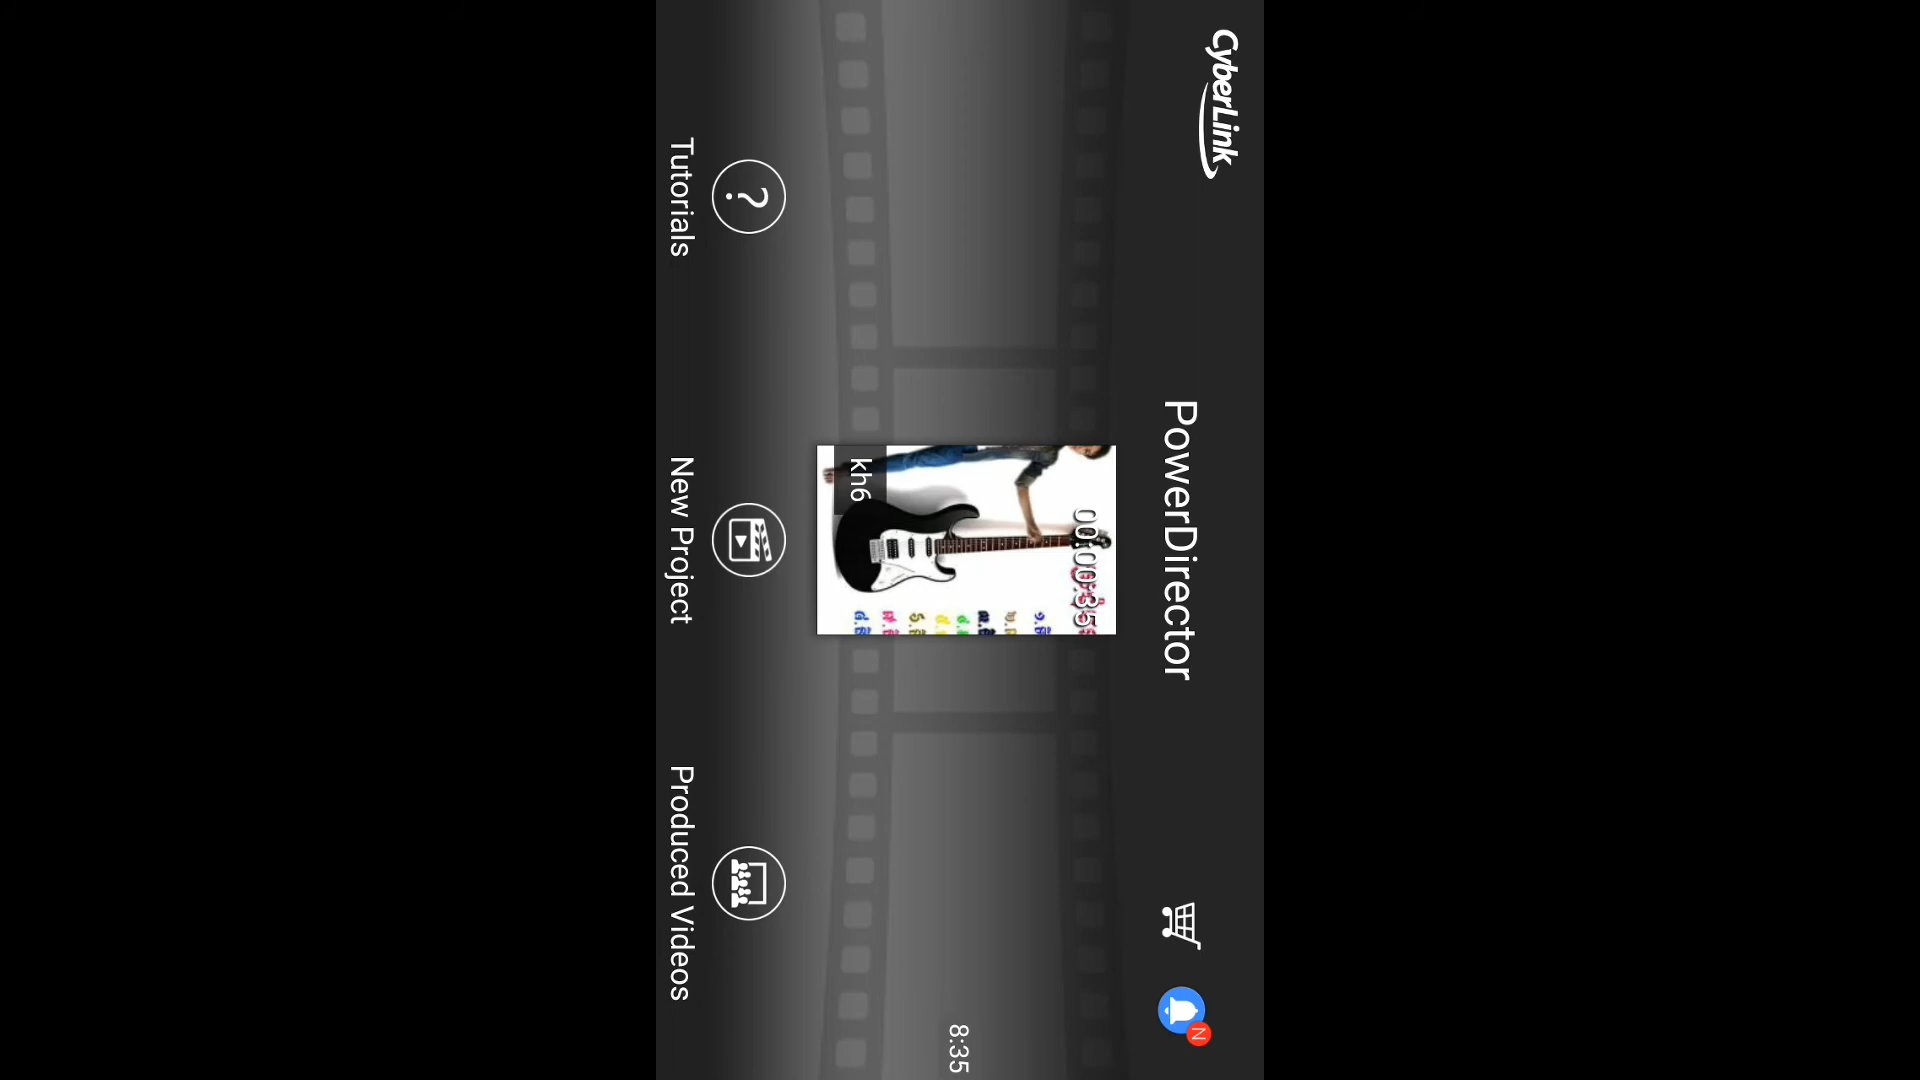 CyberLink
PowerDirector
N
00:00:35
kh6
Tutorials
New Project
Produced Videos
8:35